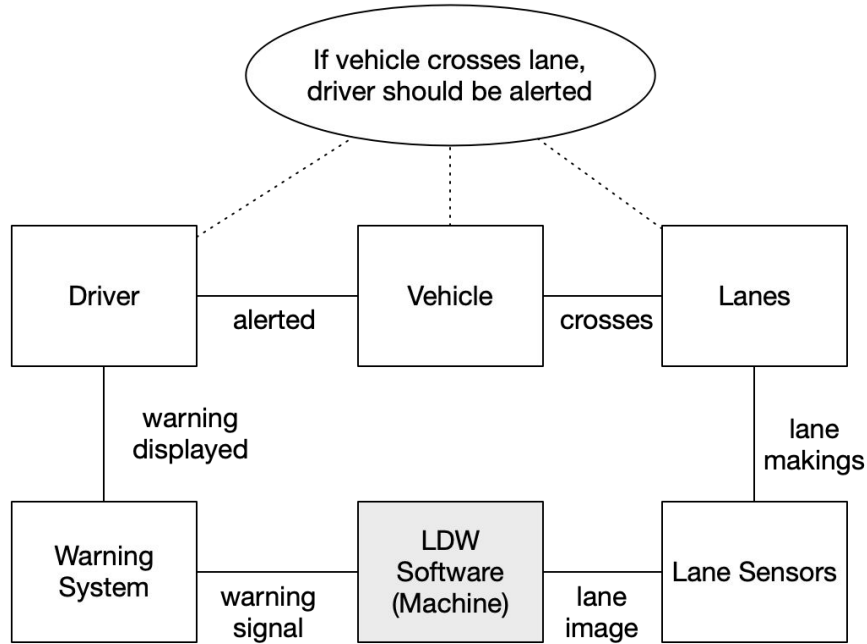 If vehicle crosses lane,
driver should be alerted
Driver
Vehicle
Lanes
alerted
crosses
warning
displayed
lane
makings
Warning
System
LDW
Software
(Machine)
Lane Sensors
warning
signal
lane
image